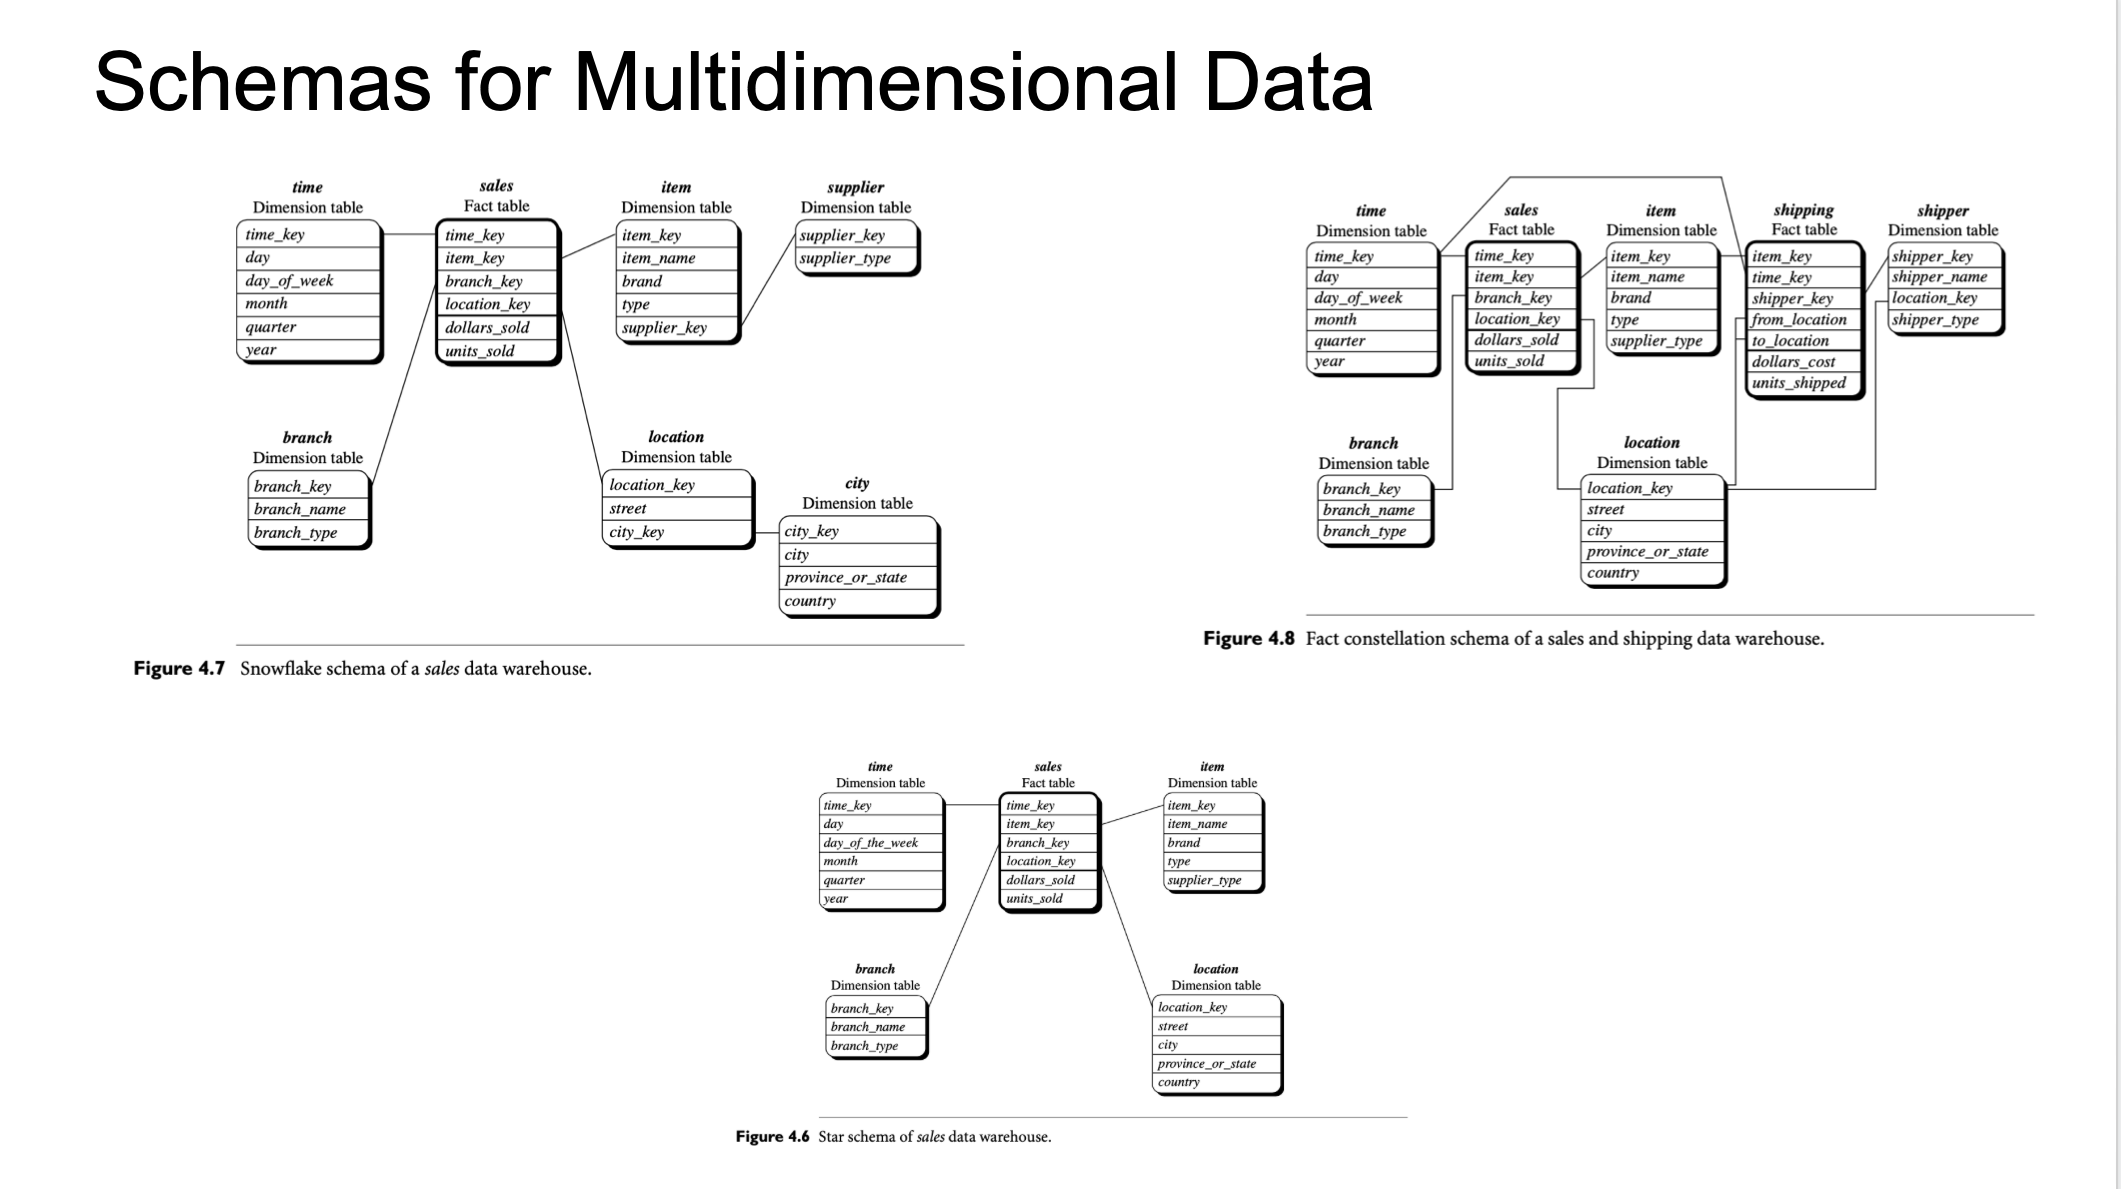 Schemas for Multidimensional Data
time
Dimension table
time_key
day
day_of_week
month
quarter
year
sales
Fact table
time_key
item_key
branch_key
location_key
dollars_sold
units_sold
item
Dimension table
item_key
item_name
brand
type
supplier_key
supplier
Dimension table
supplier_key
supplier_type
branch
Dimension table
branch_key
branch_name
branch_type
location
Dimension table
location_key
street
city_key
city
Dimension table
city_key
city
province_or_state
country
Figure 4.7 Snowflake schema of a sales data warehouse.
time
Dimension table
time_key
day
day_of_week
month
quarter
year
sales
Fact table
time_key
item_key
branch_key
location_key
dollars_sold
units_sold
item
Dimension table
item_key
item_name
brand
type
supplier_type
shipping
Fact table
item_key
time_key
shipper_key
from_location
to_location
dollars_cost
units_shipped
shipper
Dimension table
shipper_key
shipper_name
location_key
shipper_type
branch
Dimension table
branch_key
branch_name
branch_type
location
Dimension table
location_key
street
city
province_or_state
country
Figure 4.8 Fact constellation schema of a sales and shipping data warehouse.
time
Dimension table
time_key
day
day_of_the_week
month
quarter
year
sales
Fact table
time_key
item_key
branch_key
location_key
dollars_sold
units_sold
item
Dimension table
item_key
item_name
brand
type
supplier_type
branch
Dimension table
branch_key
branch_name
branch_type
location
Dimension table
location_key
street
city
province_or_state
country
Figure 4.6 Star schema of sales data warehouse.